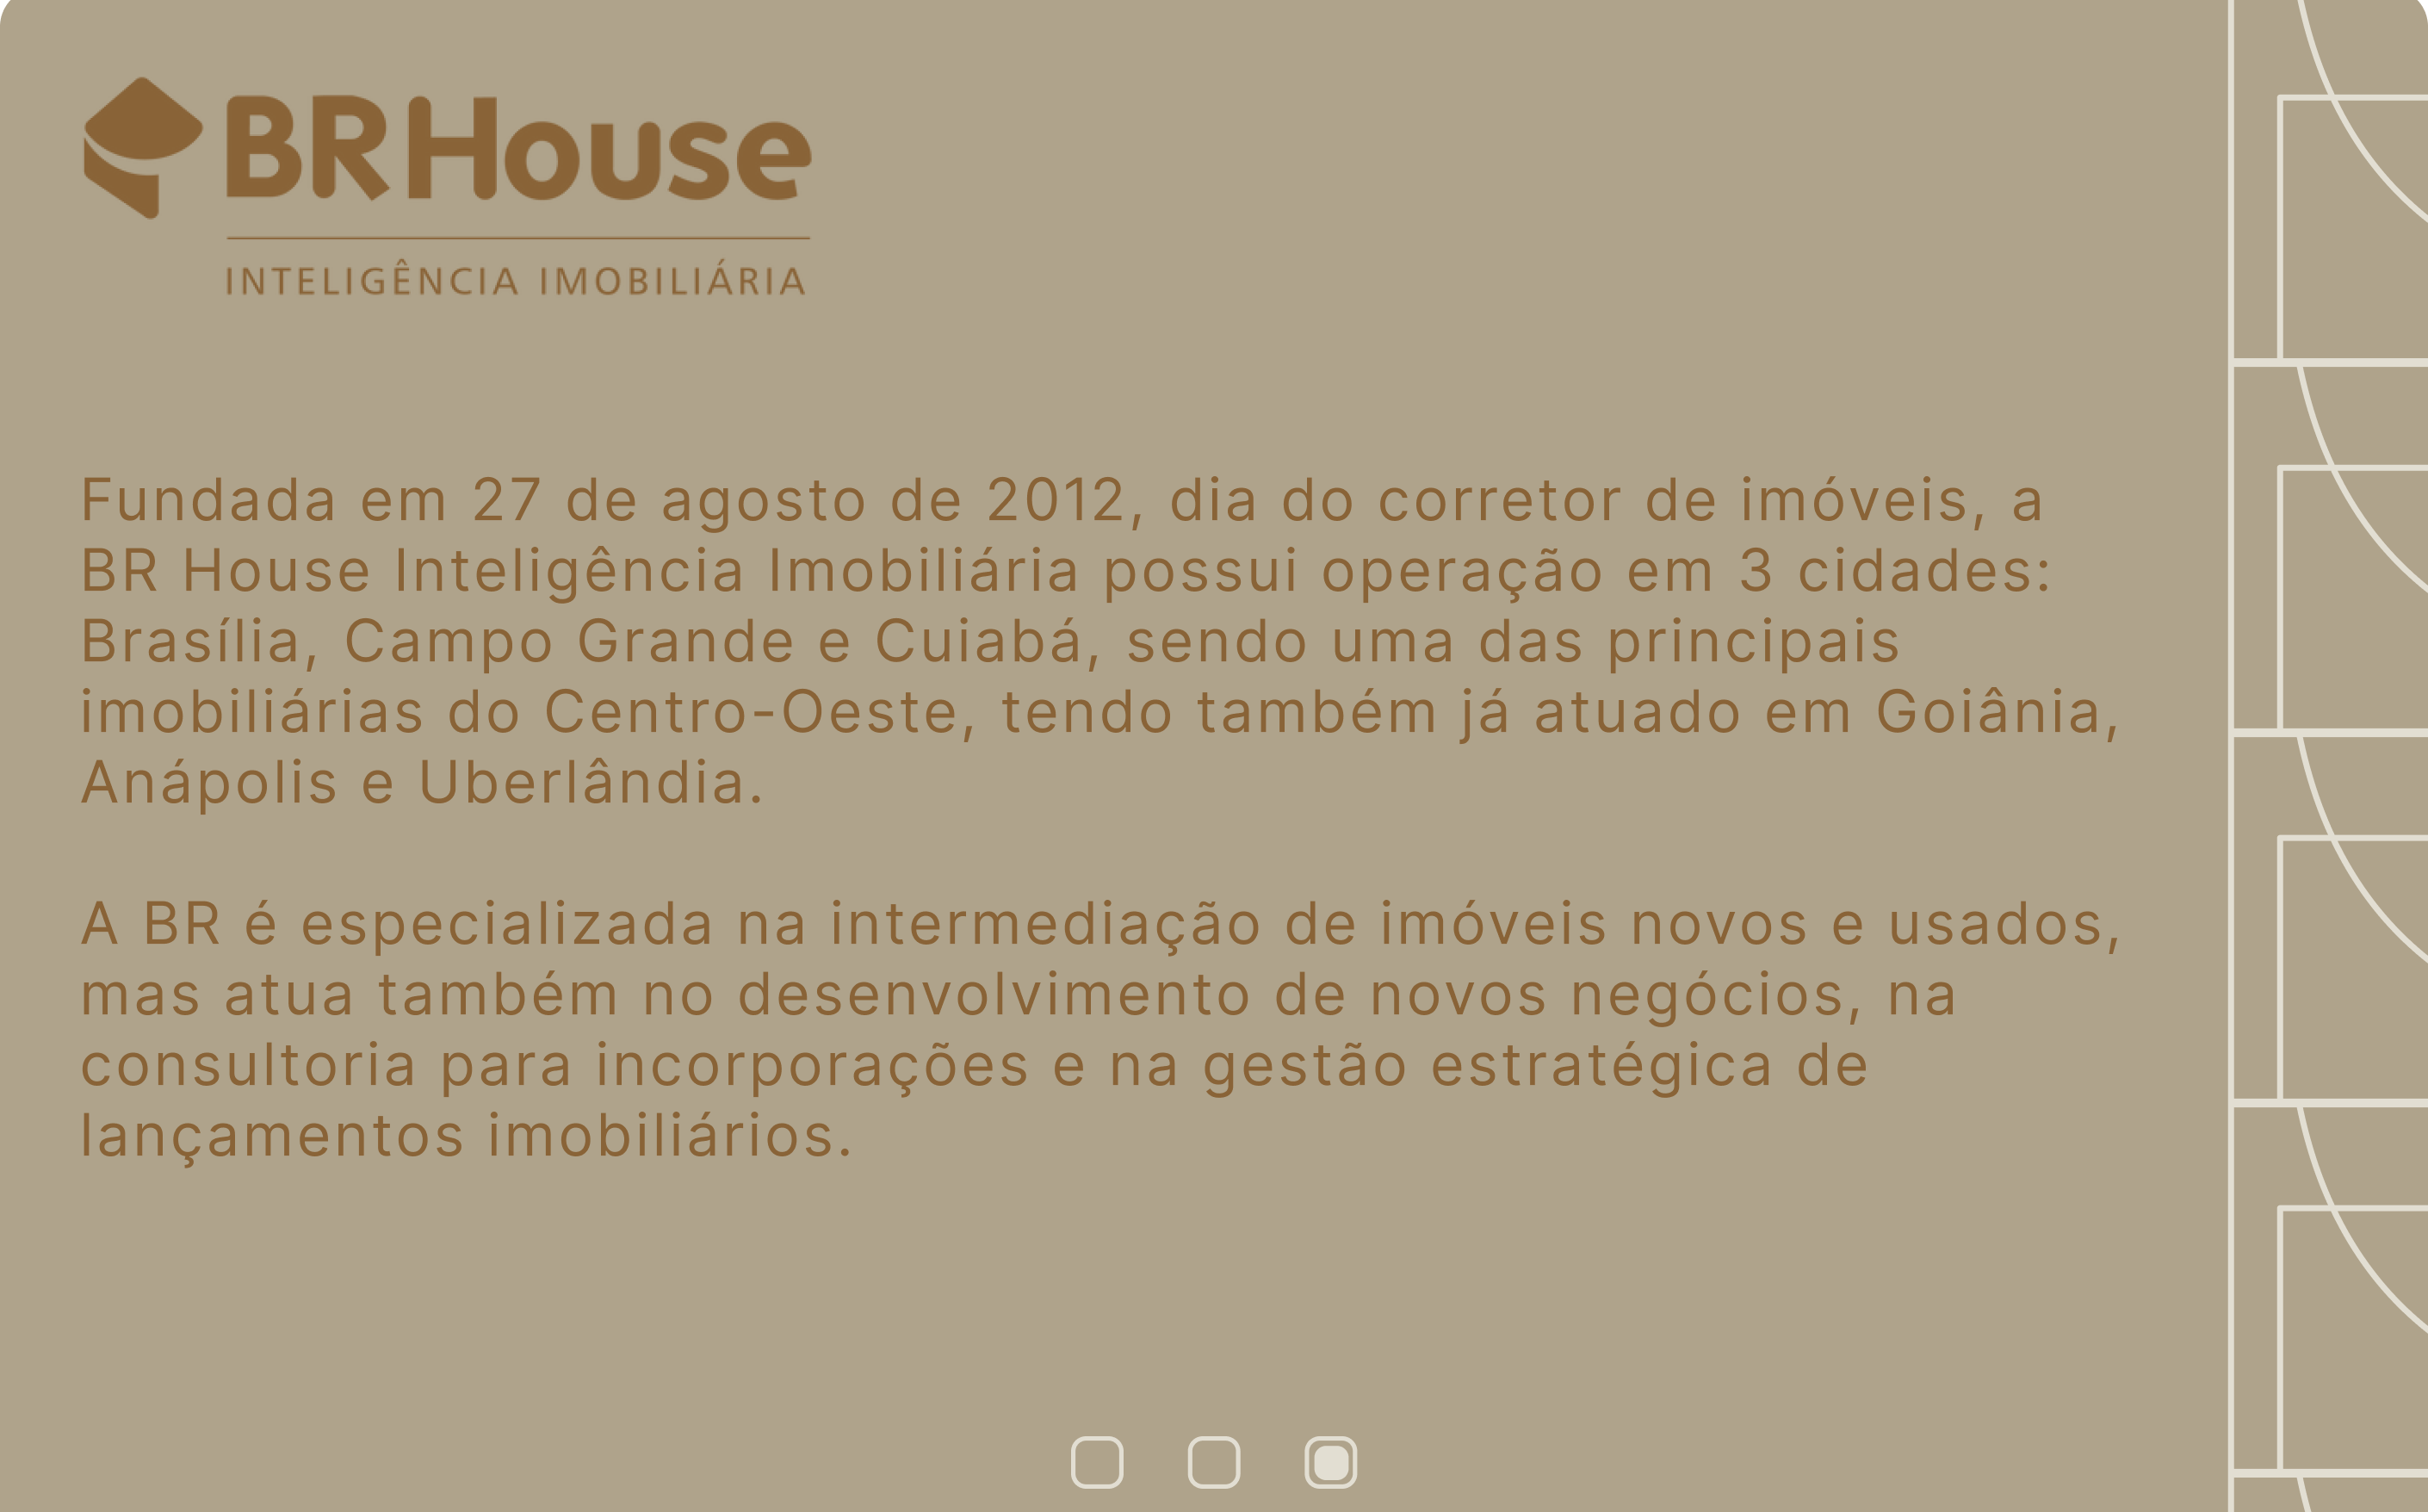 BRHouse
INTELIGÊNCIA IMOBILIÁRIA
Fundada em 27 de agosto de 2012, dia do corretor de imóveis, a
BR House Inteligência Imobiliária possui operação em 3 cidades:
Brasília, Campo Grande e Cuiabá, sendo uma das principais
imobiliárias do Centro-Oeste, tendo também já atuado em Goiânia,
Anápolis e Uberlândia.
A BR é especializada na intermediação de imóveis novos e usados,
mas atua também no desenvolvimento de novos negócios, na
consultoria para incorporações e na gestão estratégica de
lançamentos imobiliários.